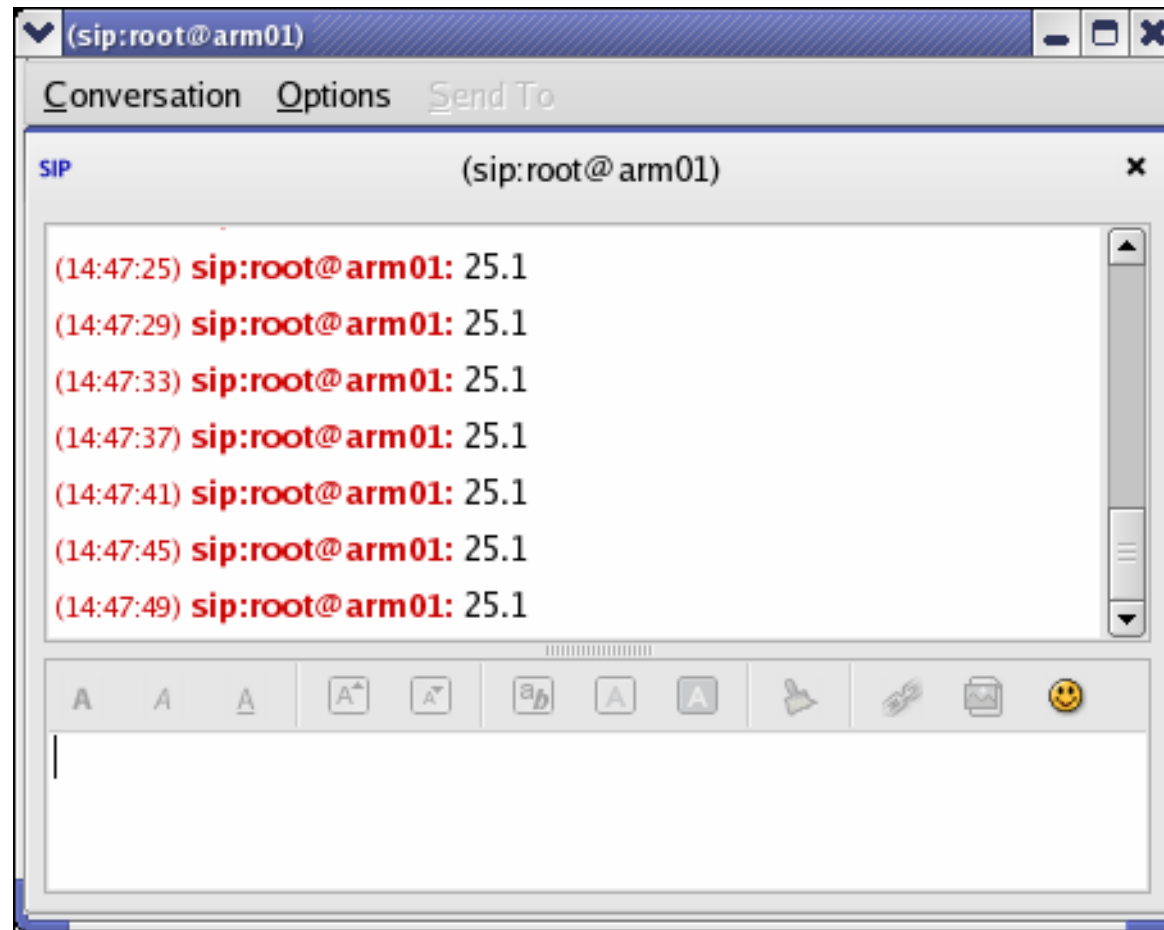 (sip:root@arm01)
Conversation Options Send To
SIP (sip:root@arm01)
(14:47:25) sip:root@arm01: 25.1
(14:47:29) sip:root@arm01: 25.1
(14:47:33) sip:root@arm01: 25.1
(14:47:37) sip:root@arm01: 25.1
(14:47:41) sip:root@arm01: 25.1
(14:47:45) sip:root@arm01: 25.1
(14:47:49) sip:root@arm01: 25.1
A A A A A ab A A